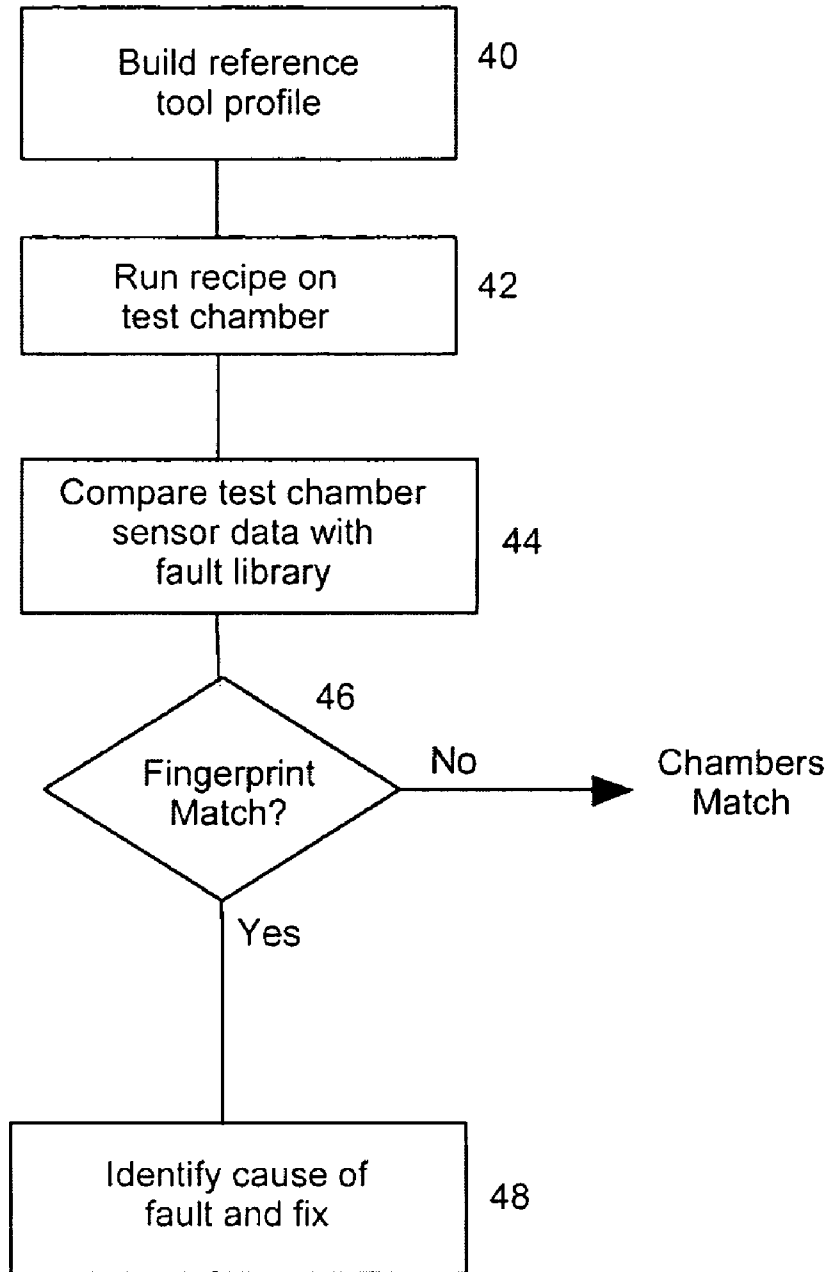 Build reference
tool profile
40
Run recipe on
test chamber
42
Compare test chamber
sensor data with
fault library
44
46
Fingerprint
Match?
No
Chambers
Match
Yes
Identify cause of
fault and fix
48